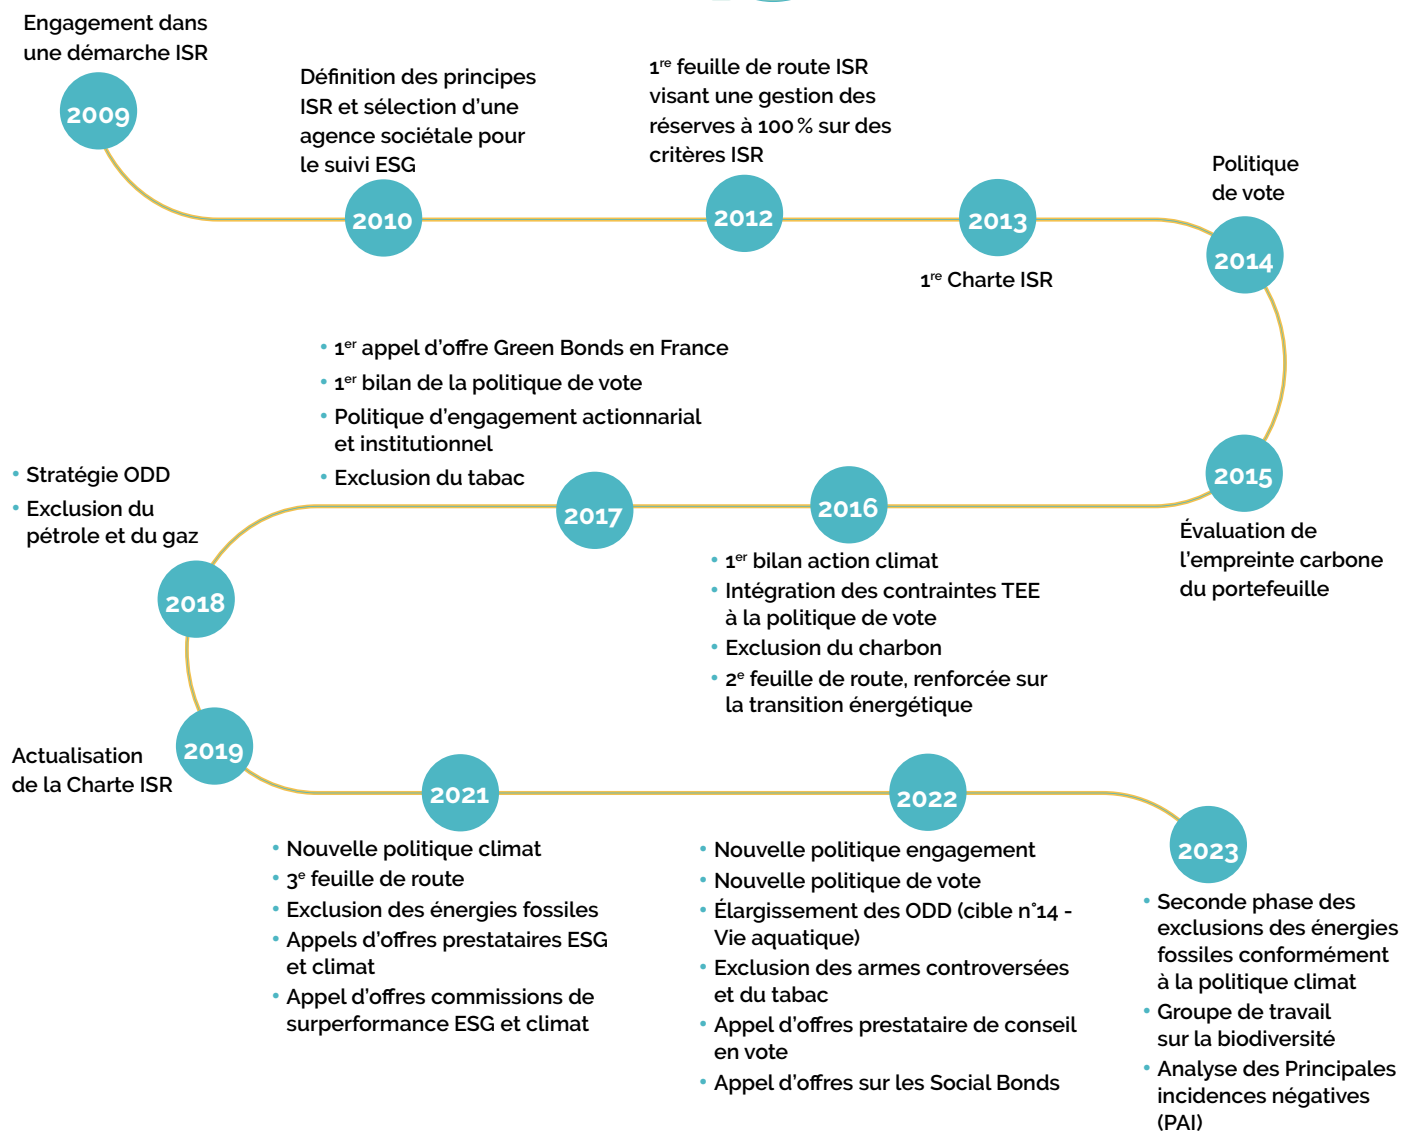 Engagement dans
une démarche ISR
2009
Définition des principes
ISR et sélection d'une
agence sociétale pour
le suivi ESG
2010
1re feuille de route ISR
visant une gestion des
réserves à 100 % sur des
critères ISR
2012
2013
1re Charte ISR
Politique
de vote
2014
2015
Évaluation de
l'empreinte carbone
du portefeuille
2016
• 1er bilan action climat
• Intégration des contraintes TEE
à la politique de vote
• Exclusion du charbon
• 2e feuille de route, renforcée sur
la transition énergétique
• 1er appel d'offre Green Bonds en France
• 1er bilan de la politique de vote
• Politique d'engagement actionnarial
et institutionnel
• Exclusion du tabac
2017
• Stratégie ODD
• Exclusion du
pétrole et du gaz
2018
2019
Actualisation
de la Charte ISR
2021
• Nouvelle politique climat
• 3e feuille de route
• Exclusion des énergies fossiles
• Appels d'offres prestataires ESG
et climat
• Appel d'offres commissions de
surperformance ESG et climat
2022
• Nouvelle politique engagement
• Nouvelle politique de vote
• Élargissement des ODD (cible n°14 -
Vie aquatique)
• Exclusion des armes controversées
et du tabac
• Appel d'offres prestataire de conseil
en vote
• Appel d'offres sur les Social Bonds
2023
• Seconde phase des
exclusions des énergies
fossiles conformément
à la politique climat
• Groupe de travail
sur la biodiversité
• Analyse des Principales
incidences négatives
(PAI)